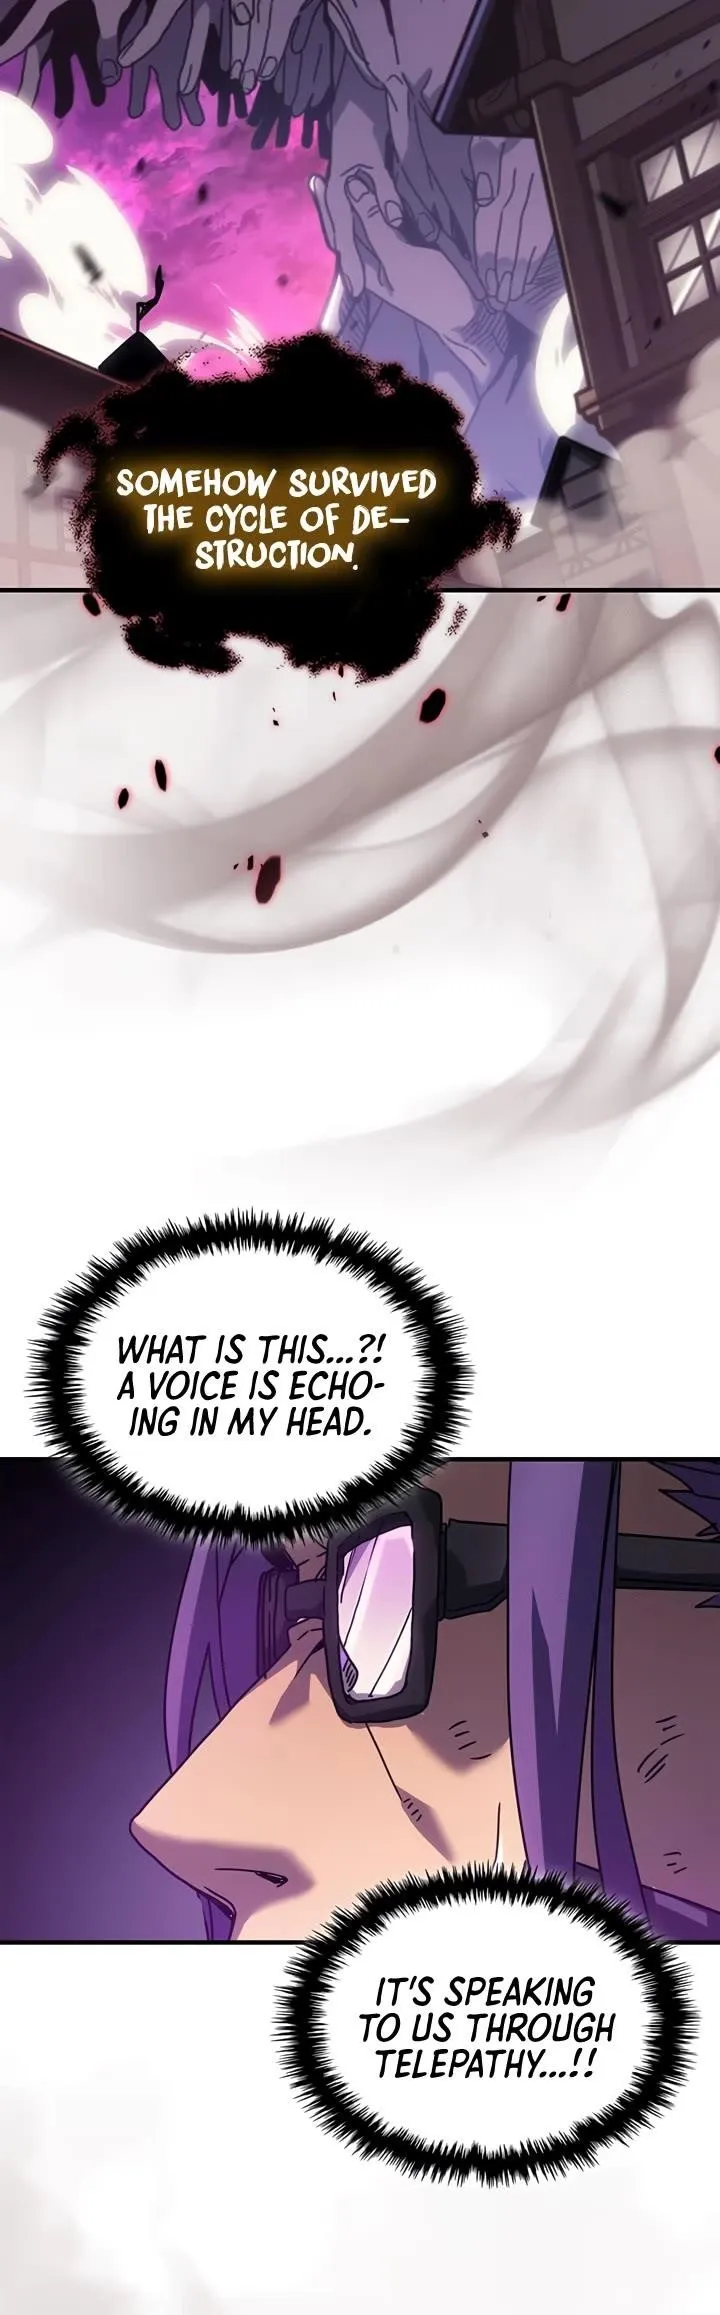 SOMEHOW SURVIVED
THE CYCLE OF DE-
STRUCTION.
WHAT IS THIS...?!
A VOICE IS ECHO-
ING IN MY HEAD.
IT'S SPEAKING
TO US THROUGH
TELEPATHY...!!